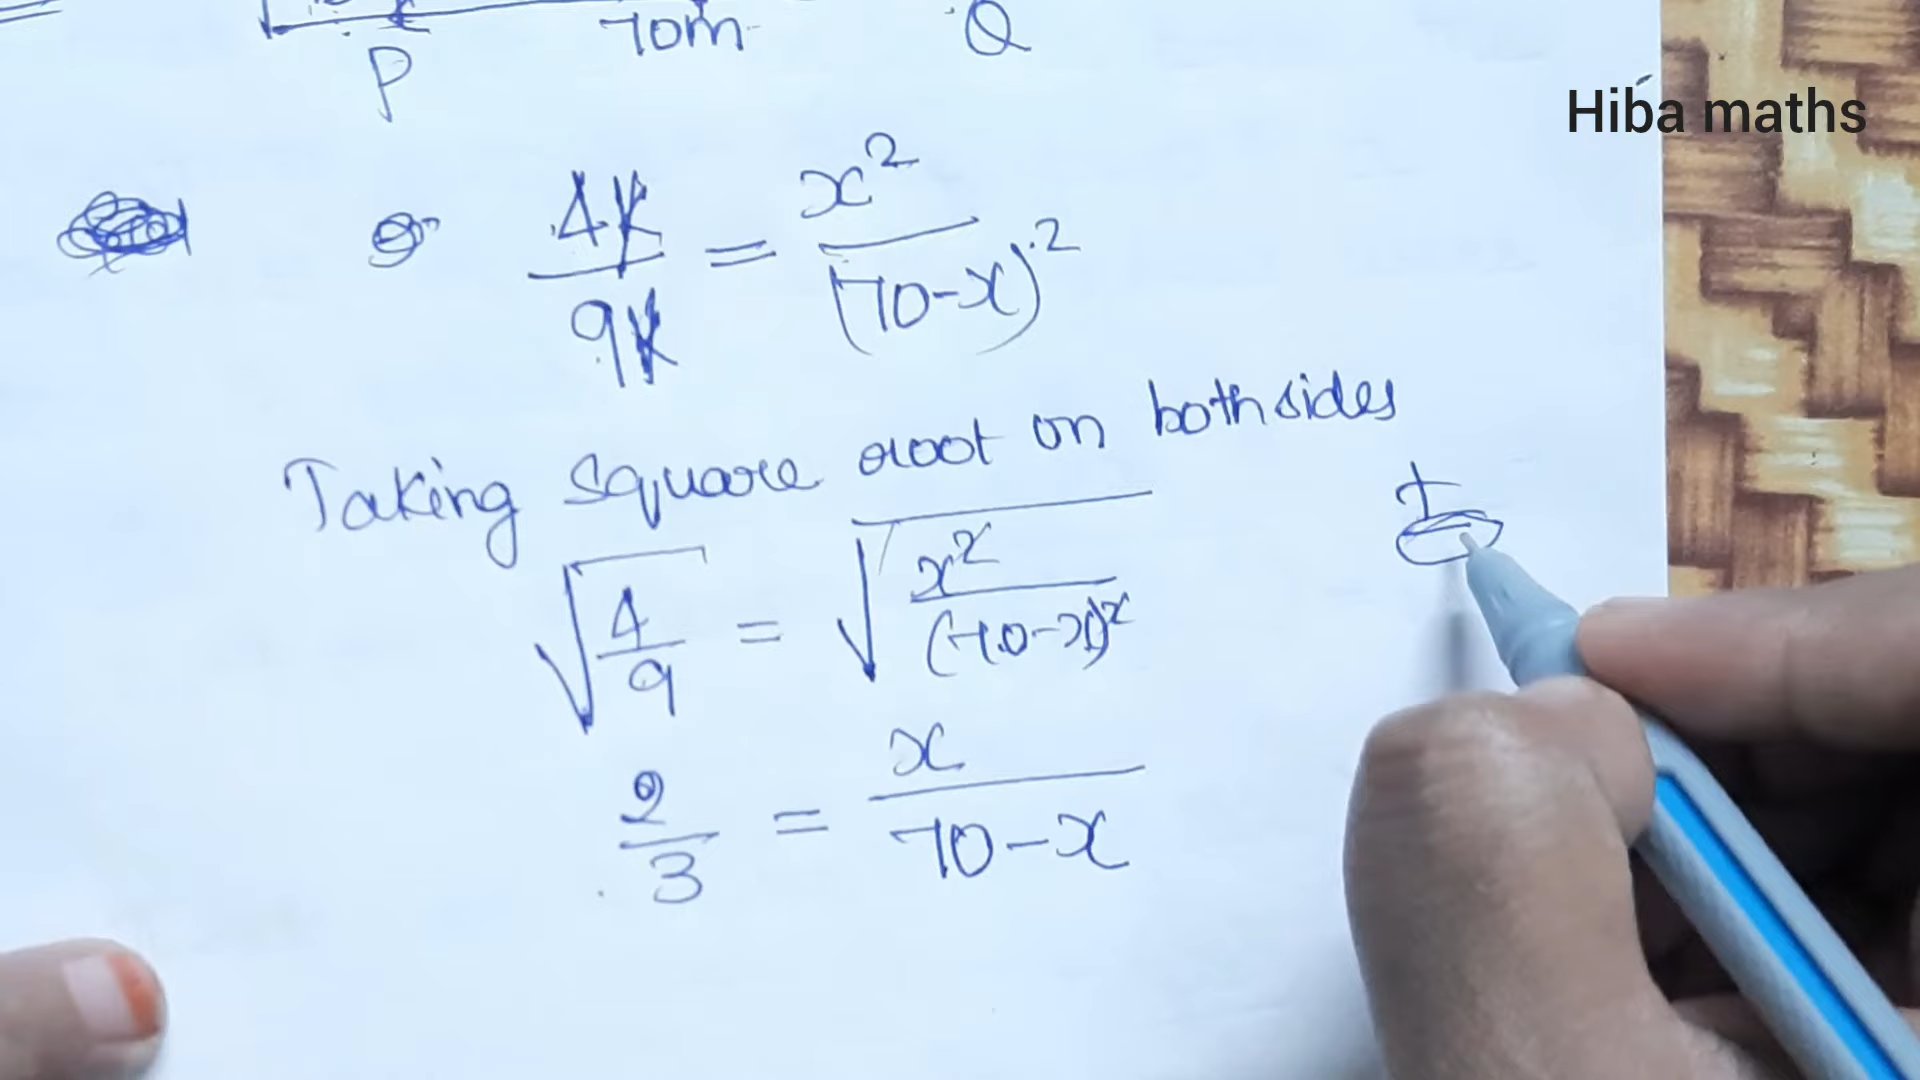 70m Q
P
Hiba maths
4k/9k = x²/(70-x)²
Taking square root on both sides
√(4/9) = √(x²/(70-x)²)
±
2/3 = x/(70-x)